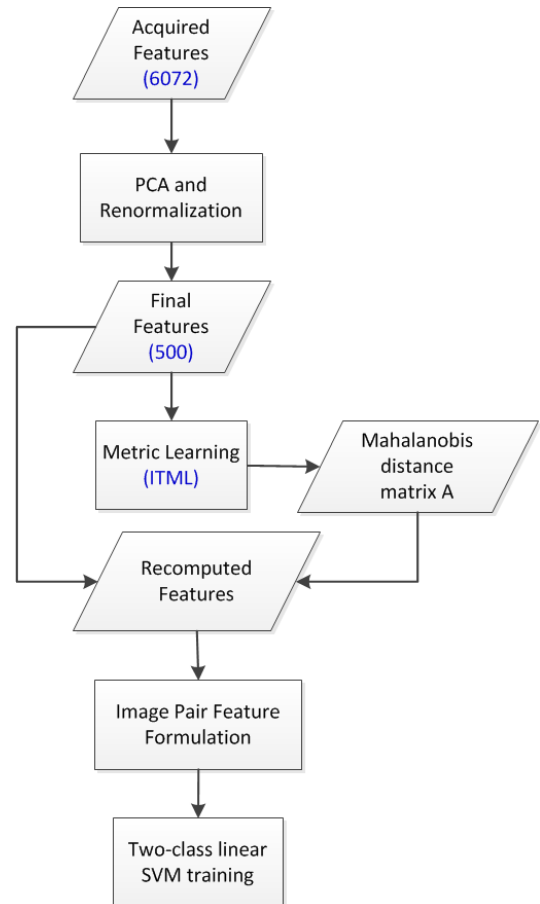 Acquired
Features
(6072)
PCA and
Renormalization
Final
Features
(500)
Metric Learning
(ITML)
Mahalanobis
distance
matrix A
Recomputed
Features
Image Pair Feature
Formulation
Two-class linear
SVM training